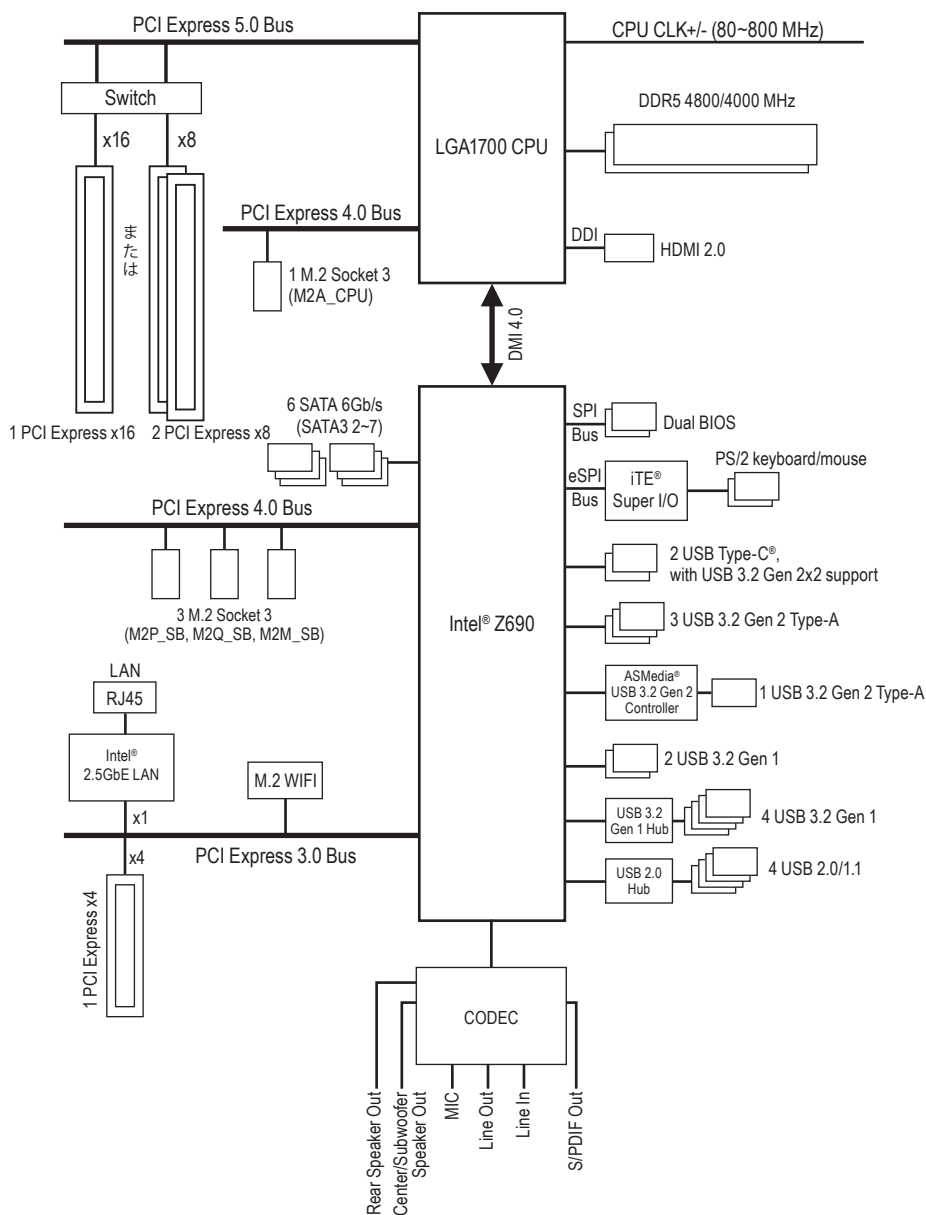 PCI Express 5.0 Bus
CPU CLK+/- (80~800 MHz)
Switch
x16
x8
DDR5 4800/4000 MHz
LGA1700 CPU
または
PCI Express 4.0 Bus
DDI
HDMI 2.0
1 M.2 Socket 3
(M2A_CPU)
DMI 4.0
1 PCI Express x16
2 PCI Express x8
6 SATA 6Gb/s
(SATA3 2~7)
SPI
Bus
Dual BIOS
eSPI
Bus
iTE®
Super I/O
PS/2 keyboard/mouse
PCI Express 4.0 Bus
3 M.2 Socket 3
(M2P_SB, M2Q_SB, M2M_SB)
2 USB Type-C®,
with USB 3.2 Gen 2x2 support
Intel® Z690
3 USB 3.2 Gen 2 Type-A
ASMedia®
USB 3.2 Gen 2
Controller
1 USB 3.2 Gen 2 Type-A
LAN
RJ45
Intel®
2.5GbE LAN
M.2 WIFI
2 USB 3.2 Gen 1
x1
USB 3.2
Gen 1 Hub
4 USB 3.2 Gen 1
PCI Express 3.0 Bus
x4
USB 2.0
Hub
4 USB 2.0/1.1
1 PCI Express x4
CODEC
Rear Speaker Out
Center/Subwoofer
Speaker Out
MIC
Line Out
Line In
S/PDIF Out